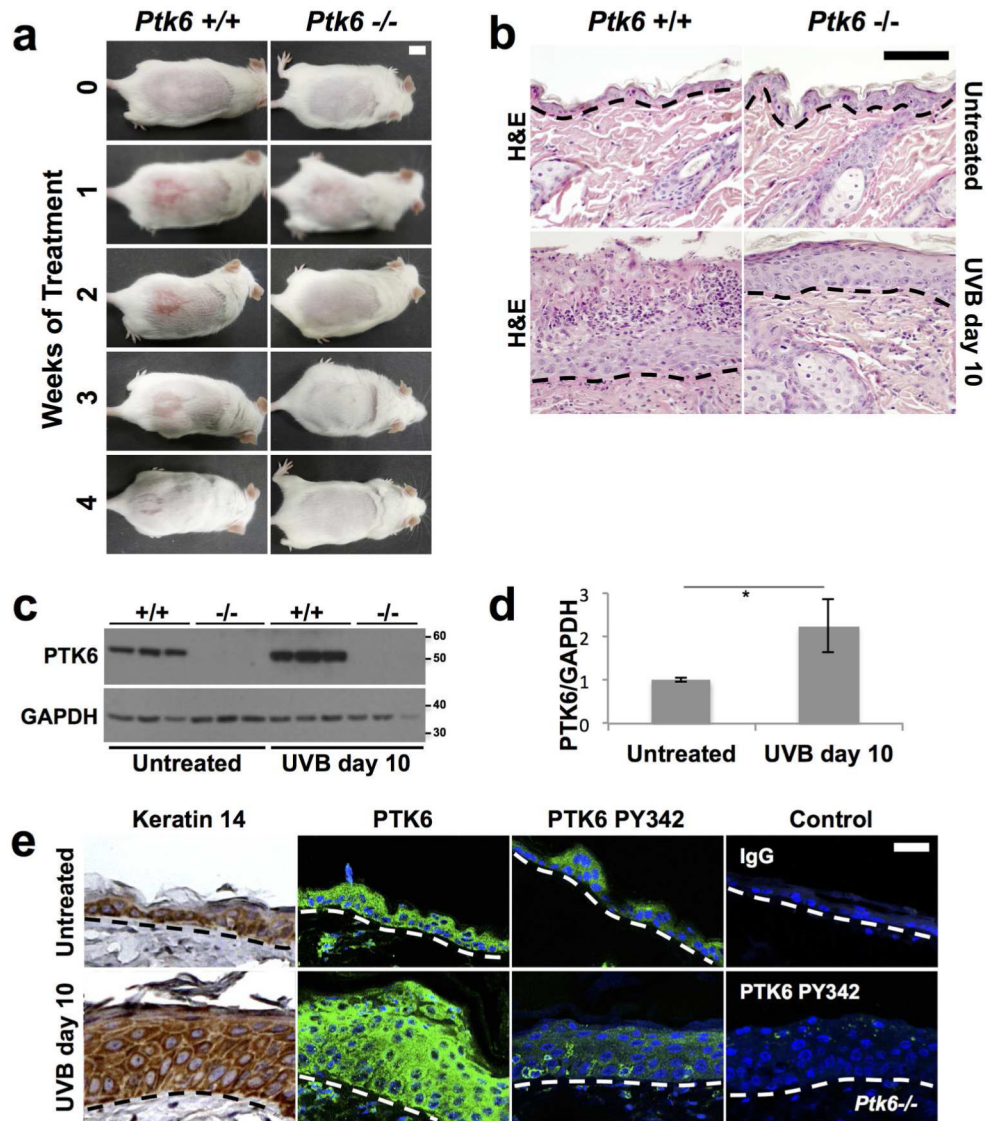 a
Ptk6 +/+
Ptk6 -/-
Weeks of Treatment
0
1
2
3
4
b
Ptk6 +/+
Ptk6 -/-
H&E
Untreated
H&E
UVB day 10
c
+/+
-/-
+/+
-/-
PTK6
60
50
GAPDH
40
30
Untreated
UVB day 10
d
PTK6/GAPDH
3
2
1
0
*
Untreated
UVB day 10
e
Keratin 14
PTK6
PTK6 PY342
Control
Untreated
IgG
UVB day 10
PTK6 PY342
Ptk6-/-